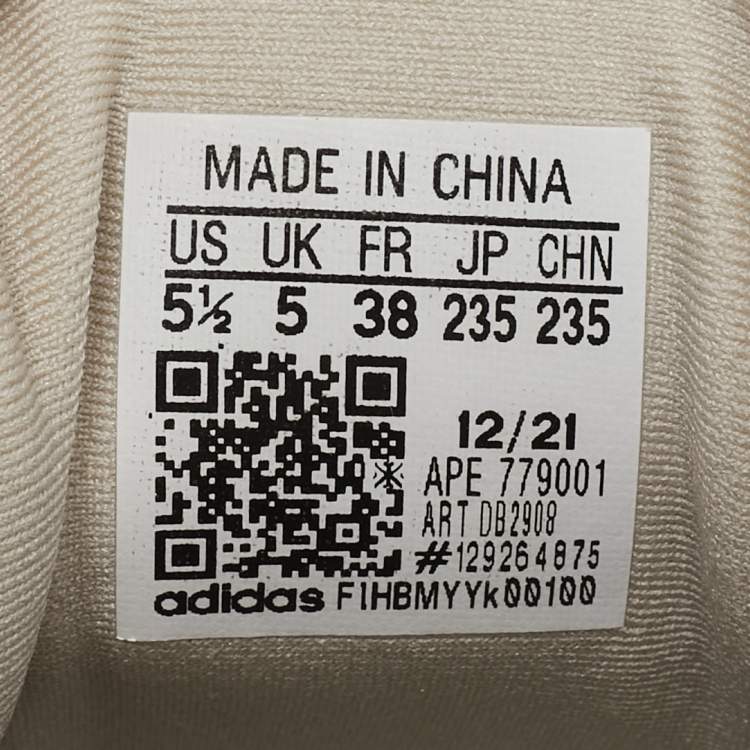 MADE IN CHINA
US UK FR JP CHN
5½ 5 38 235 235
12/21
APE 779001
ART DB2908
#129264875
adidas F1HBMYYk00100